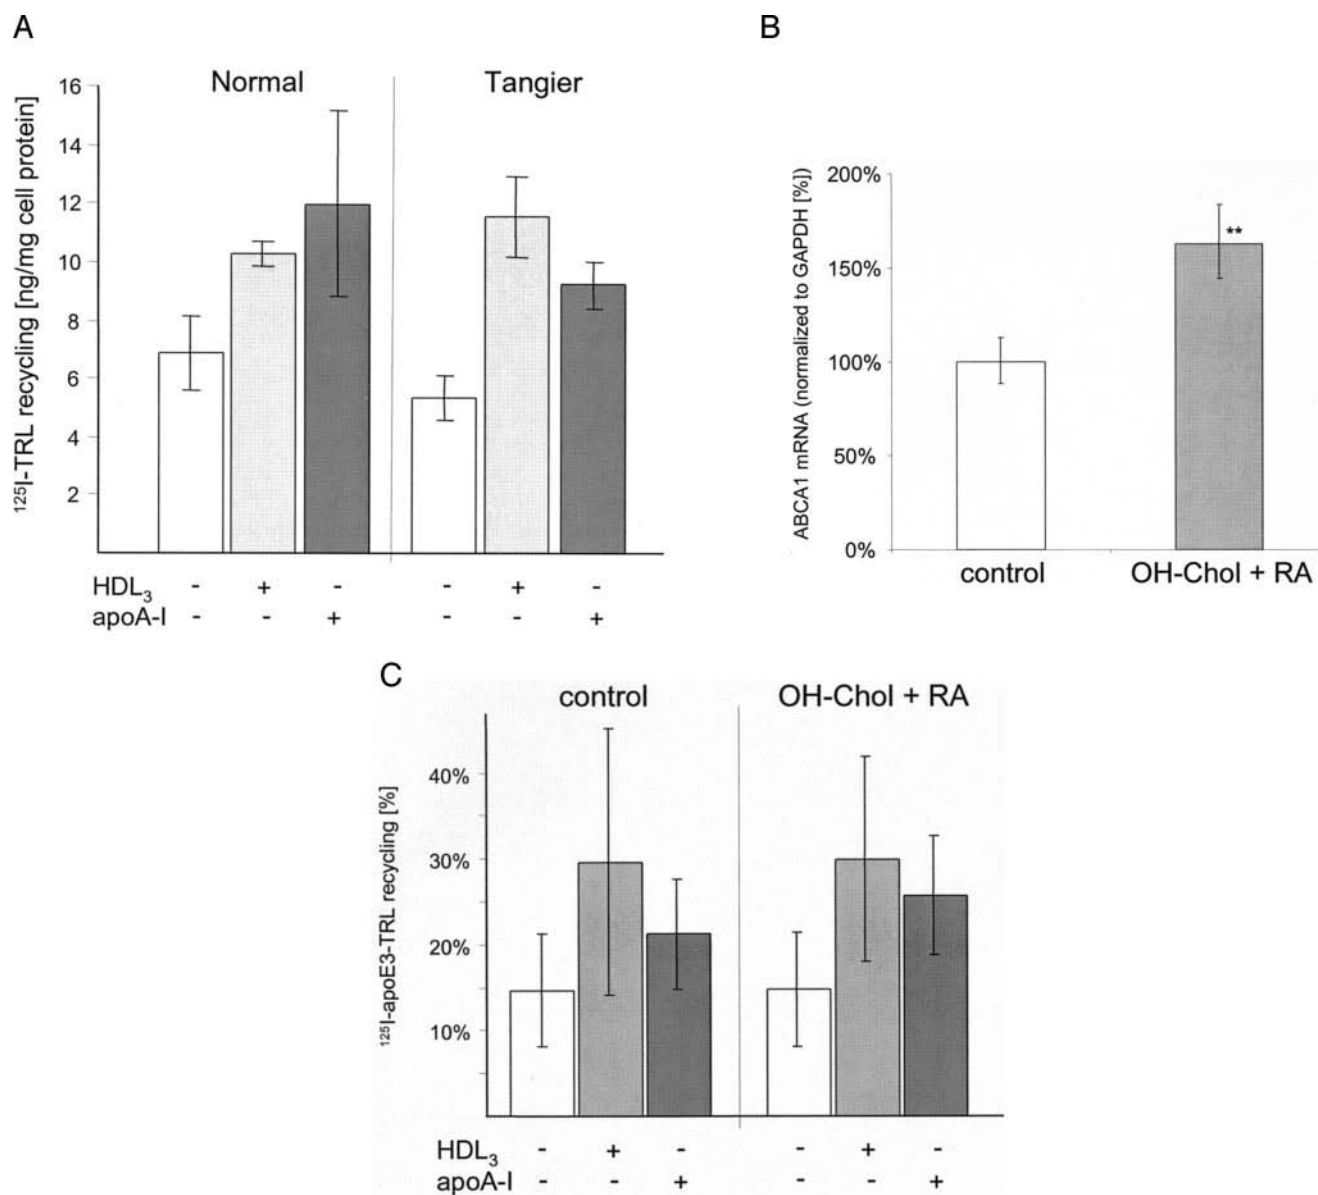 A
Normal Tangier
¹²⁵I-TRL recycling [ng/mg cell protein]
16
14
12
10
8
6
4
2
HDL₃ - + - - + -
apoA-I - - + - - +
B
ABCA1 mRNA (normalized to GAPDH [%])
200%
150%
100%
50%
0%
**
control OH-Chol + RA
C
control OH-Chol + RA
¹²⁵I-apoE3-TRL recycling [%]
40%
30%
20%
10%
HDL₃ - + - - + -
apoA-I - - + - - +